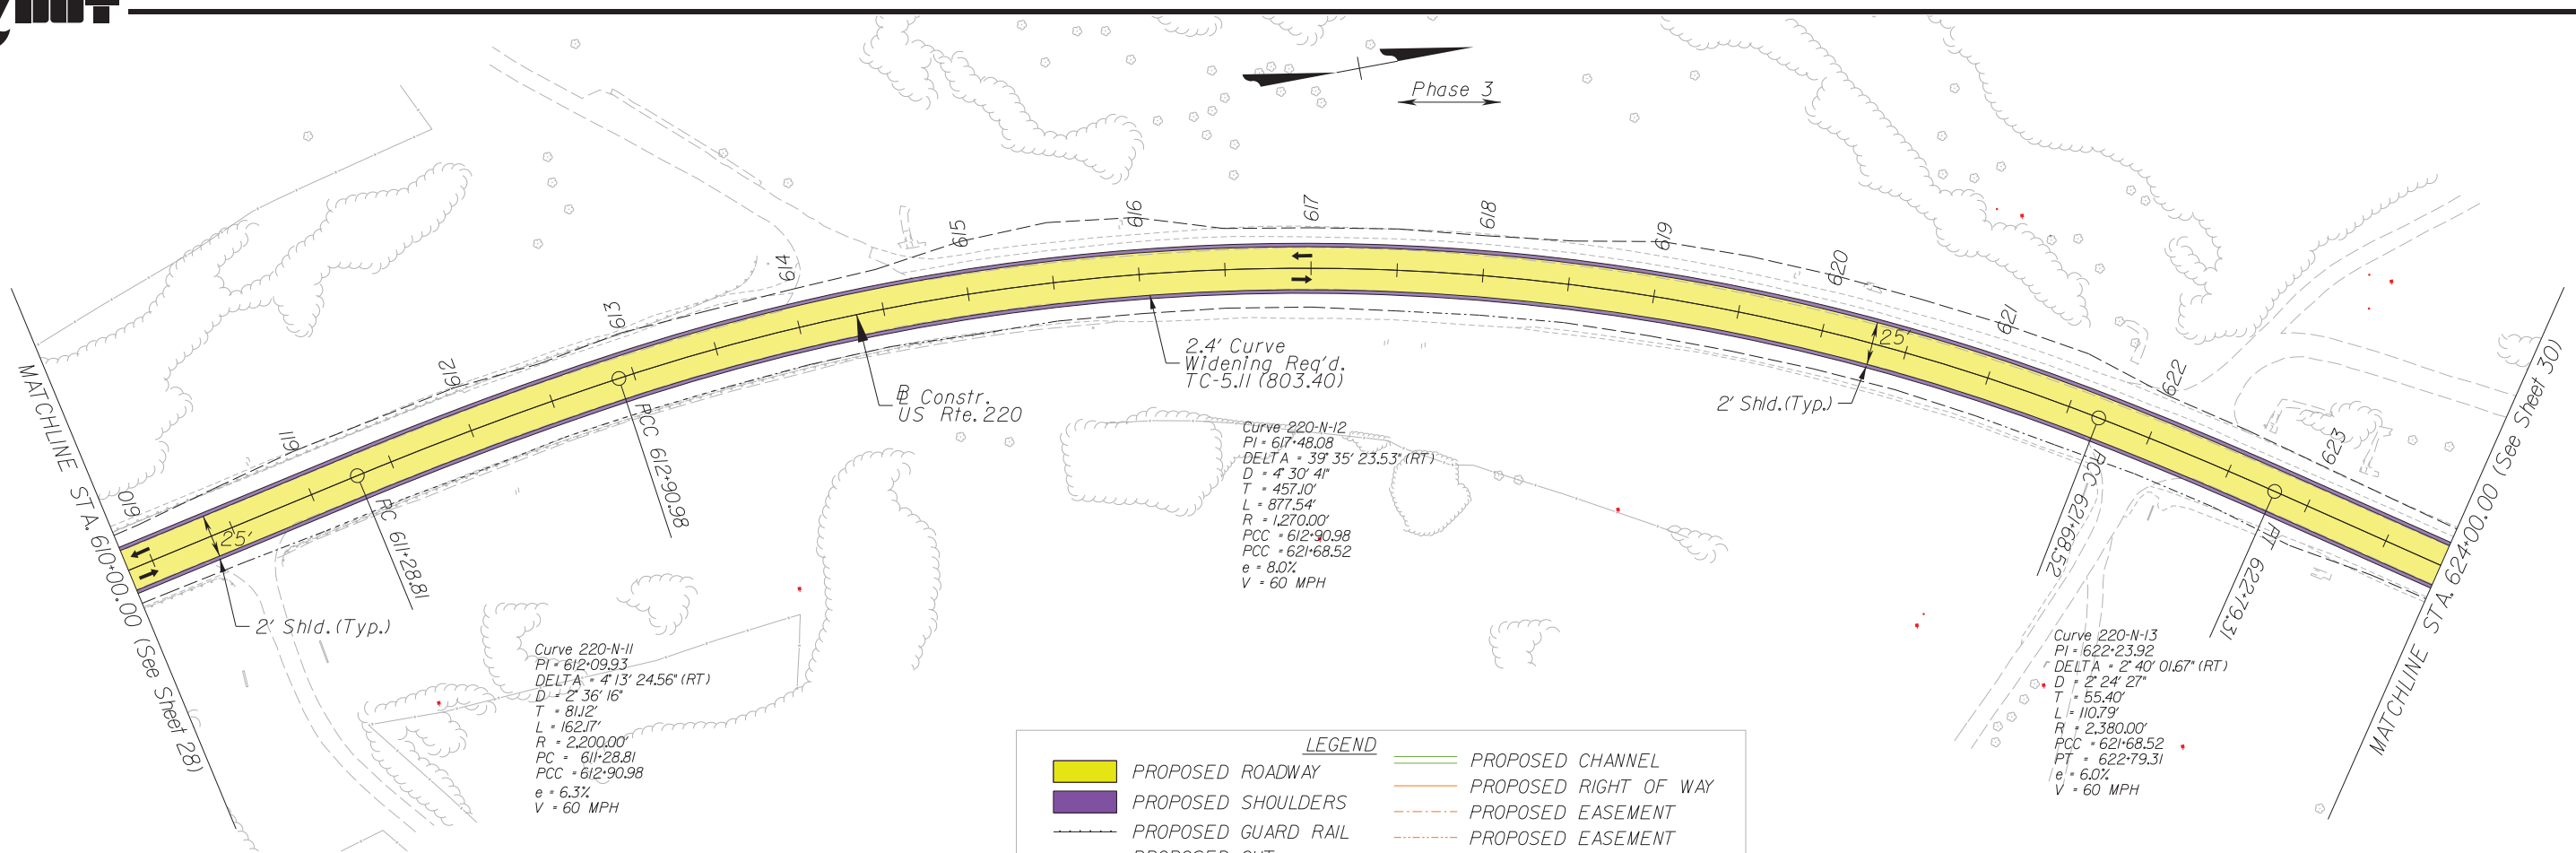 Phase 3
610
611
612
613
614
615
616
617
618
619
620
621
622
623
MATCHLINE STA. 610+00.00 (See Sheet 28)
25'
2' Shld.(Typ.)
PC 611+28.81
PCC 612+90.98
B Constr.
US Rte. 220
2.4' Curve
Widening Req'd.
TC-5.11 (803.40)
25'
2' Shld.(Typ.)
PCC 621+68.52
PT 622+79.31
MATCHLINE STA. 624+00.00 (See Sheet 30)
Curve 220-N-11
PI = 612+09.93
DELTA = 4° 13' 24.56" (RT)
D = 2° 36' 16"
T = 81.12'
L = 162.17'
R = 2,200.00'
PC = 611+28.81
PCC = 612+90.98
e = 6.3%
V = 60 MPH
Curve 220-N-12
PI = 617+48.08
DELTA = 39° 35' 23.53" (RT)
D = 4° 30' 41"
T = 457.10'
L = 877.54'
R = 1,270.00'
PCC = 612+90.98
PCC = 621+68.52
e = 8.0%
V = 60 MPH
Curve 220-N-13
PI = 622+23.92
DELTA = 2° 40' 01.67" (RT)
D = 2° 24' 27"
T = 55.40'
L = 110.79'
R = 2,380.00'
PCC = 621+68.52
PT = 622+79.31
e = 6.0%
V = 60 MPH
LEGEND
PROPOSED ROADWAY
PROPOSED SHOULDERS
PROPOSED GUARD RAIL
PROPOSED CHANNEL
PROPOSED RIGHT OF WAY
PROPOSED EASEMENT
PROPOSED EASEMENT